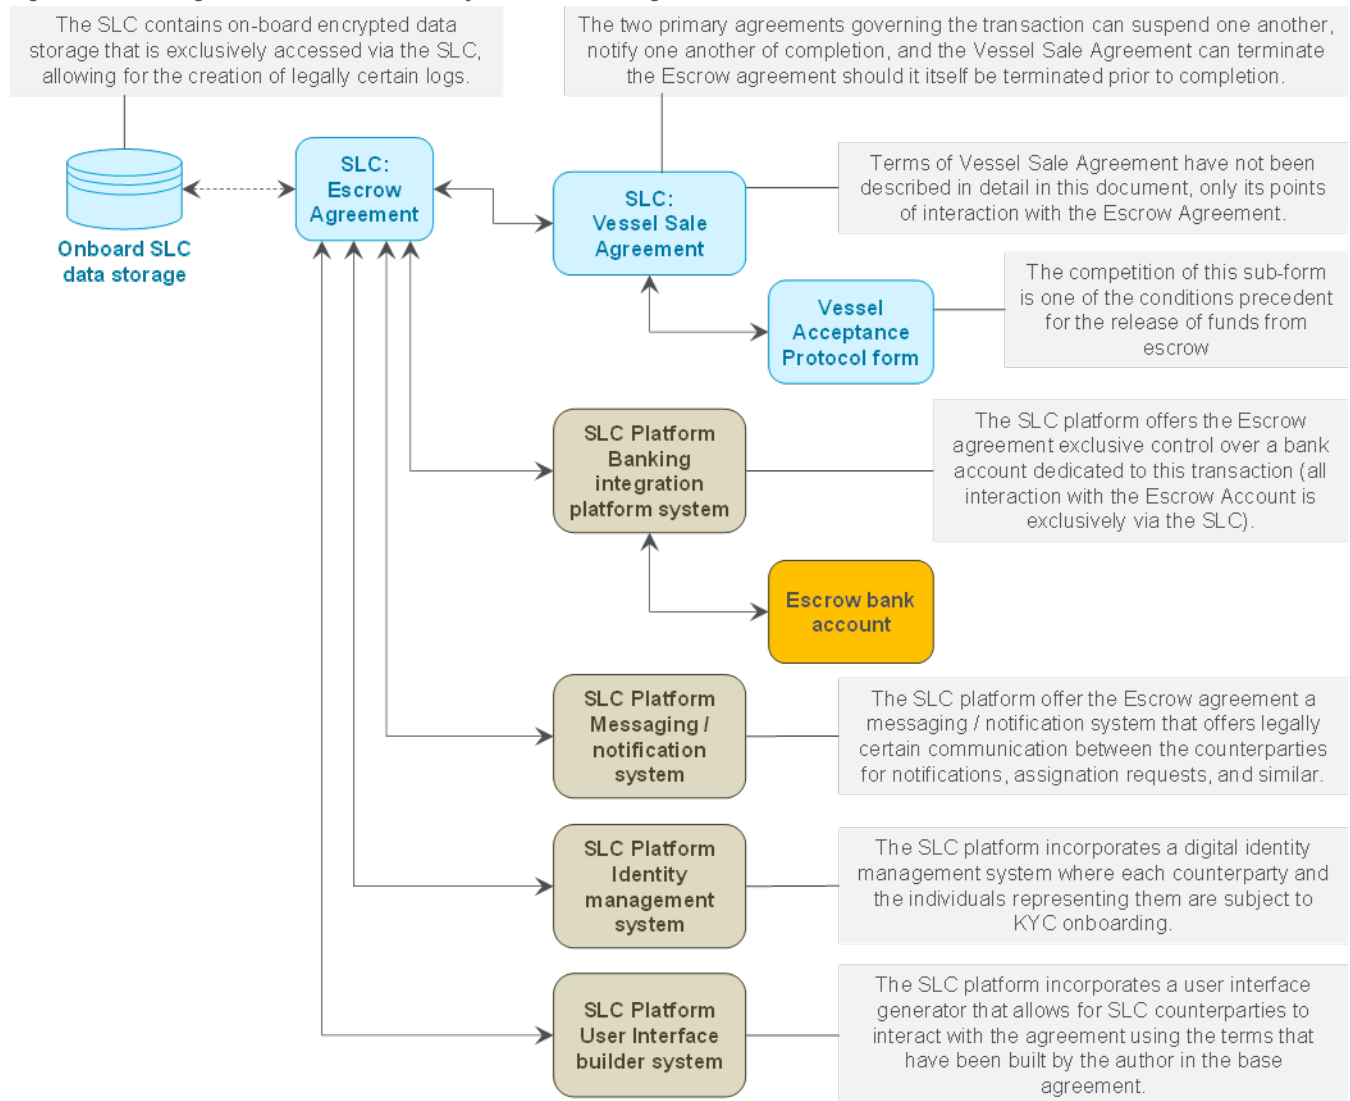 The SLC contains on-board encrypted data
storage that is exclusively accessed via the SLC,
allowing for the creation of legally certain logs.
The two primary agreements governing the transaction can suspend one another,
notify one another of completion, and the Vessel Sale Agreement can terminate
the Escrow agreement should it itself be terminated prior to completion.
Onboard SLC
data storage
SLC:
Escrow
Agreement
SLC:
Vessel Sale
Agreement
Terms of Vessel Sale Agreement have not been
described in detail in this document, only its points
of interaction with the Escrow Agreement.
Vessel
Acceptance
Protocol form
The competition of this sub-form
is one of the conditions precedent
for the release of funds from
escrow
SLC Platform
Banking
integration
platform system
The SLC platform offers the Escrow
agreement exclusive control over a bank
account dedicated to this transaction (all
interaction with the Escrow Account is
exclusively via the SLC).
Escrow bank
account
SLC Platform
Messaging /
notification
system
The SLC platform offer the Escrow agreement a
messaging / notification system that offers legally
certain communication between the counterparties
for notifications, assignation requests, and similar.
SLC Platform
Identity
management
system
The SLC platform incorporates a digital identity
management system where each counterparty and
the individuals representing them are subject to
KYC onboarding.
SLC Platform
User Interface
builder system
The SLC platform incorporates a user interface
generator that allows for SLC counterparties to
interact with the agreement using the terms that
have been built by the author in the base
agreement.